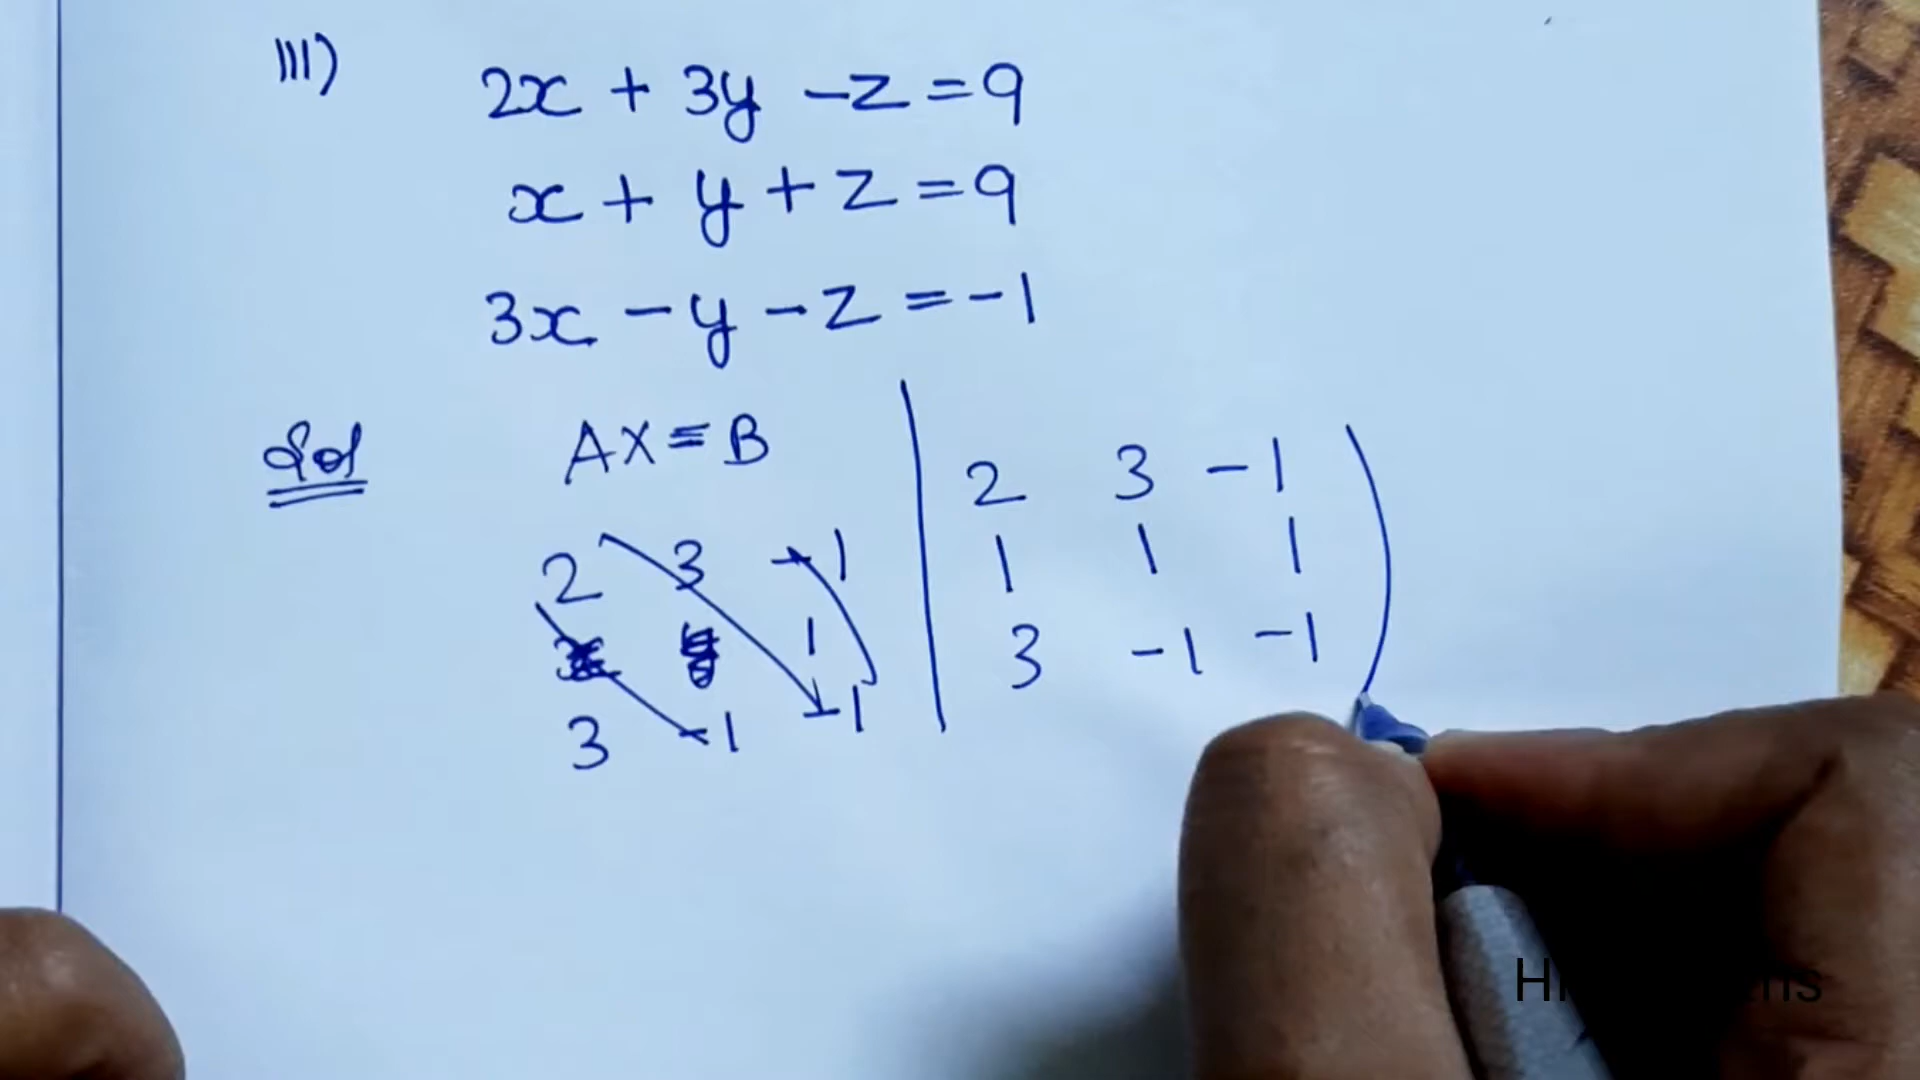 III)
2x + 3y - z = 9
x + y + z = 9
3x - y - z = -1
Sol
AX = B
2 3 -1
1
3 -1 -1
2 3 -1
1 1 1
3 -1 -1